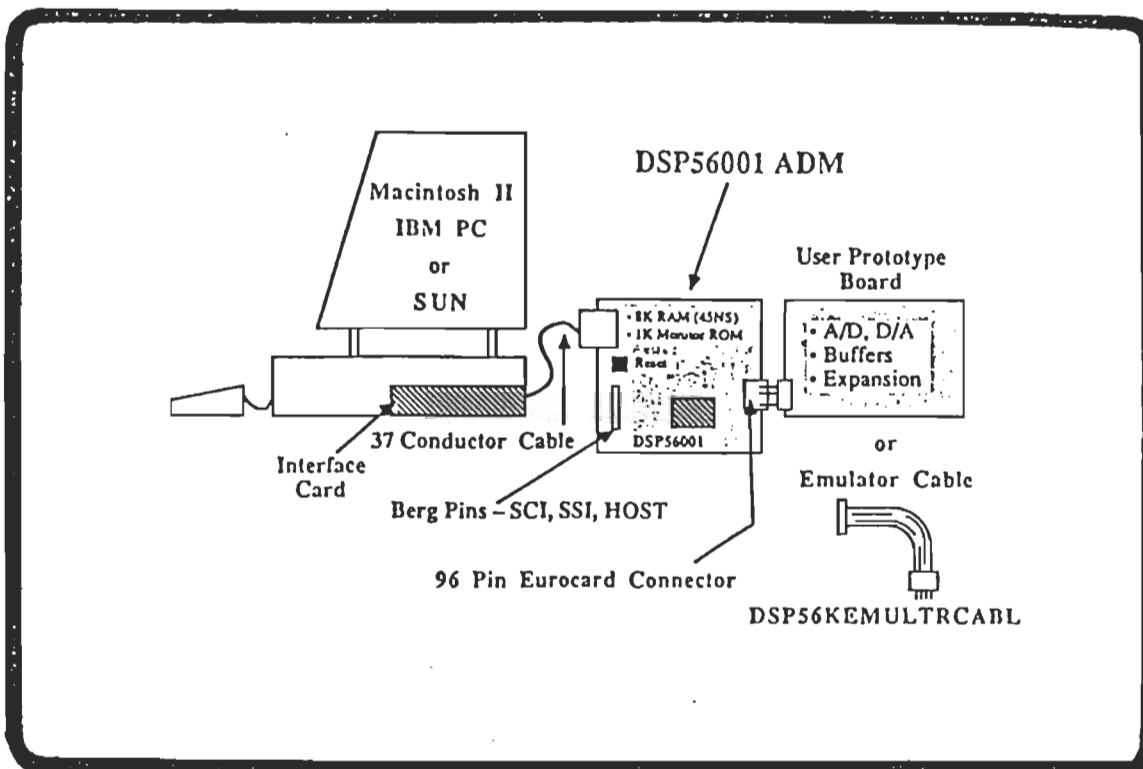 DSP56001 ADM
Macintosh II
IBM PC
or
SUN
User Prototype
Board
• 8K RAM (45NS)
• 1K Monitor ROM
Reset
DSP56001
• A/D, D/A
• Buffers
• Expansion
37 Conductor Cable
Interface
Card
Berg Pins – SCI, SSI, HOST
96 Pin Eurocard Connector
or
Emulator Cable
DSP56KEMULTRCABL